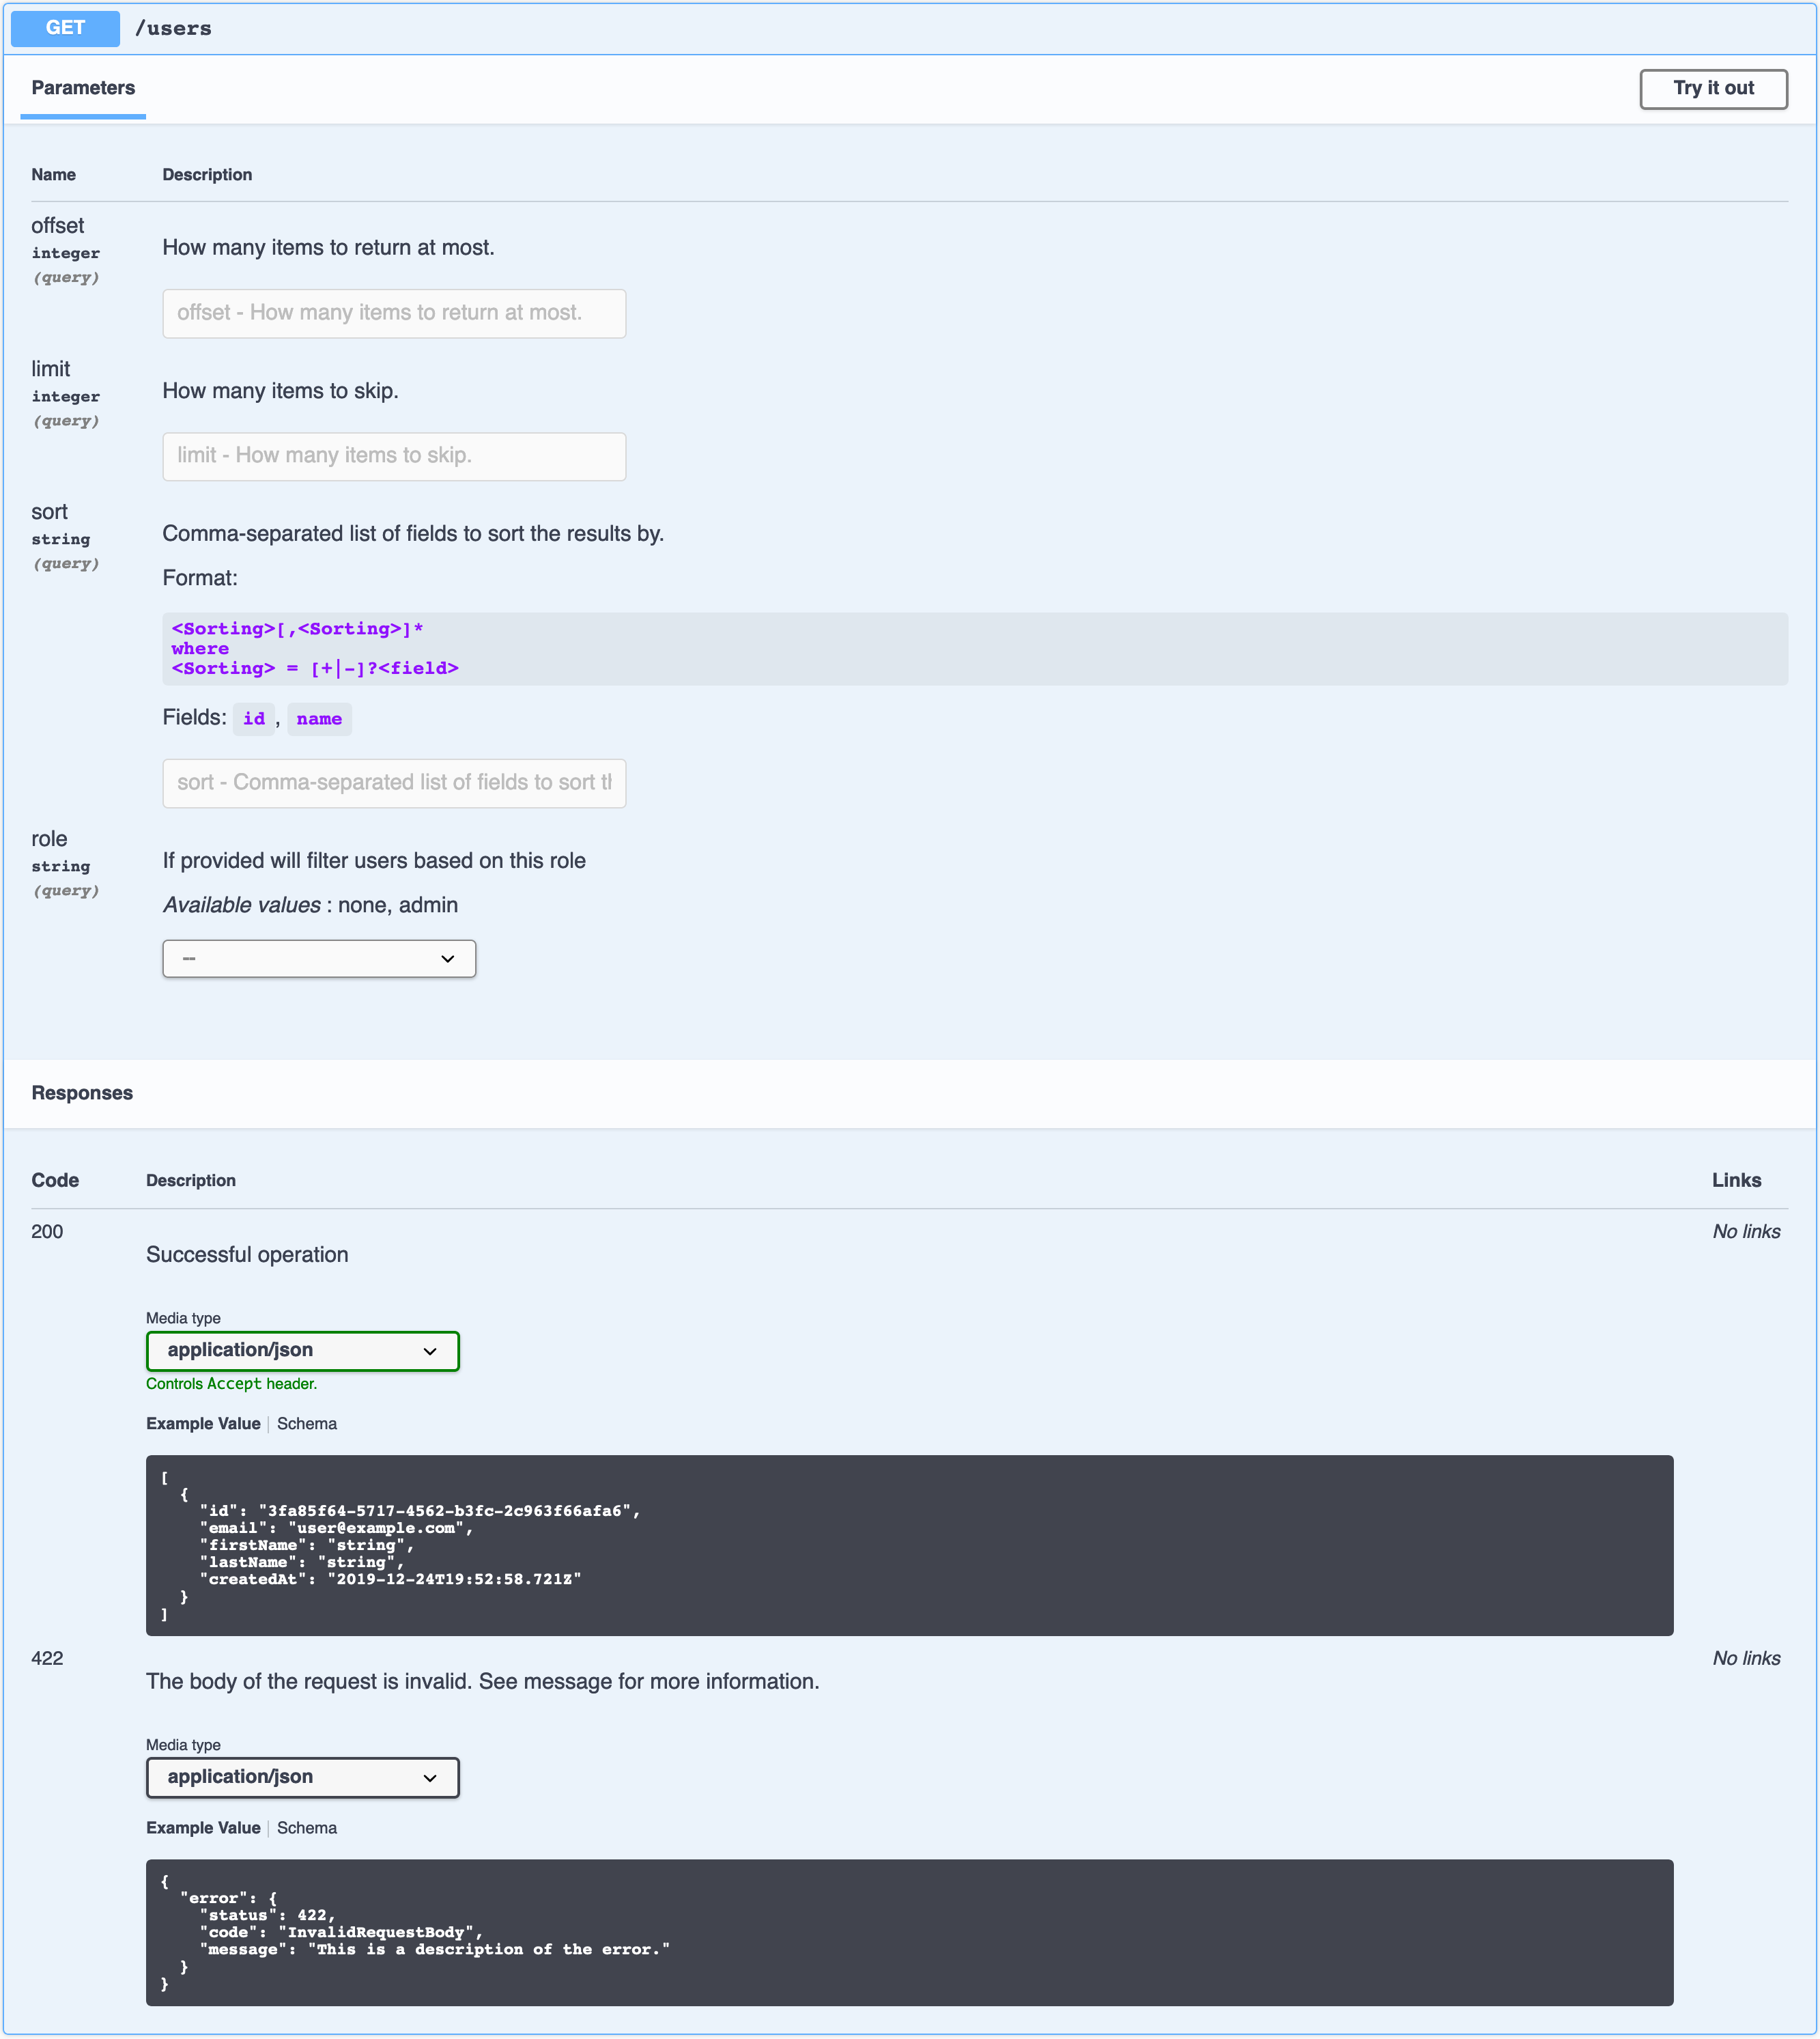 GET /users
Parameters
Try it out
Name Description
offset
integer
(query)
How many items to return at most.
offset - How many items to return at most.
limit
integer
(query)
How many items to skip.
limit - How many items to skip.
sort
string
(query)
Comma-separated list of fields to sort the results by.
Format:
<Sorting>[,<Sorting>]*
where
<Sorting> = [+|-]?<field>
Fields: id, name
sort - Comma-separated list of fields to sort th
role
string
(query)
If provided will filter users based on this role
Available values : none, admin
--
Responses
Code Description Links
200 No links
Successful operation
Media type
application/json
Controls Accept header.
Example Value | Schema
[
  {
    "id": "3fa85f64-5717-4562-b3fc-2c963f66afa6",
    "email": "user@example.com",
    "firstName": "string",
    "lastName": "string",
    "createdAt": "2019-12-24T19:52:58.721Z"
  }
]
422 No links
The body of the request is invalid. See message for more information.
Media type
application/json
Example Value | Schema
{
  "error": {
    "status": 422,
    "code": "InvalidRequestBody",
    "message": "This is a description of the error."
  }
}